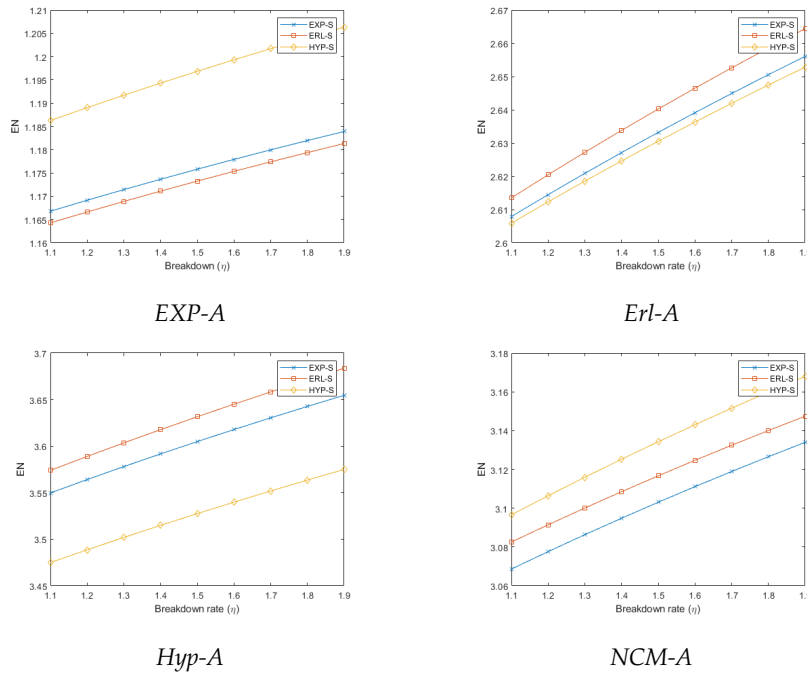 1.21
1.205
1.2
1.195
1.19
1.185
1.18
1.175
1.17
1.165
1.16
EN
EXP-S
ERL-S
HYP-S
1.1 1.2 1.3 1.4 1.5 1.6 1.7 1.8 1.9
Breakdown (η)
EXP-A
2.67
2.66
2.65
2.63
2.62
2.61
2.6
EN
EXP-S
ERL-S
HYP-S
1.1 1.2 1.3 1.4 1.5 1.6 1.7 1.8 1.9
Breakdown rate (η)
Erl-A
3.7
3.65
3.6
3.55
3.5
3.45
EN
EXP-S
ERL-S
HYP-S
1.1 1.2 1.3 1.4 1.5 1.6 1.7 1.8 1.9
Breakdown rate (η)
Hyp-A
3.18
3.16
3.14
3.12
3.1
3.08
3.06
EN
EXP-S
ERL-S
HYP-S
1.1 1.2 1.3 1.4 1.5 1.6 1.7 1.8
Breakdown rate (η)
NCM-A